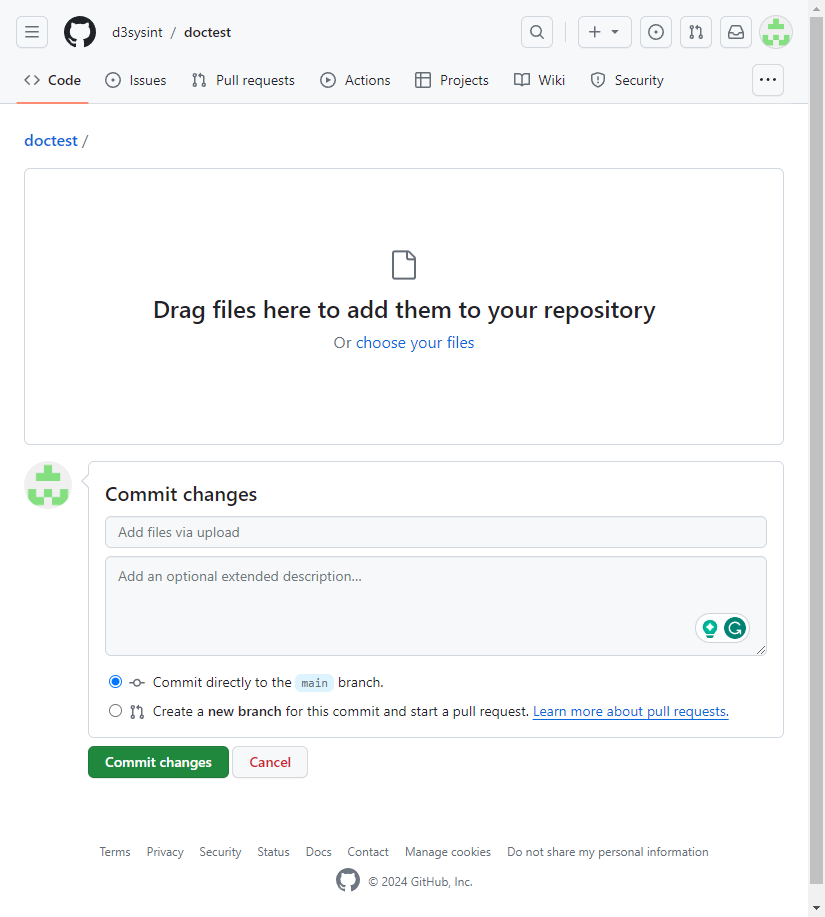 d3sysint / doctest
Code Issues Pull requests Actions Projects Wiki Security
doctest /
Drag files here to add them to your repository
Or choose your files
Commit changes
Add files via upload
Add an optional extended description...
Commit directly to the main branch.
Create a new branch for this commit and start a pull request. Learn more about pull requests.
Commit changes Cancel
Terms Privacy Security Status Docs Contact Manage cookies Do not share my personal information
© 2024 GitHub, Inc.